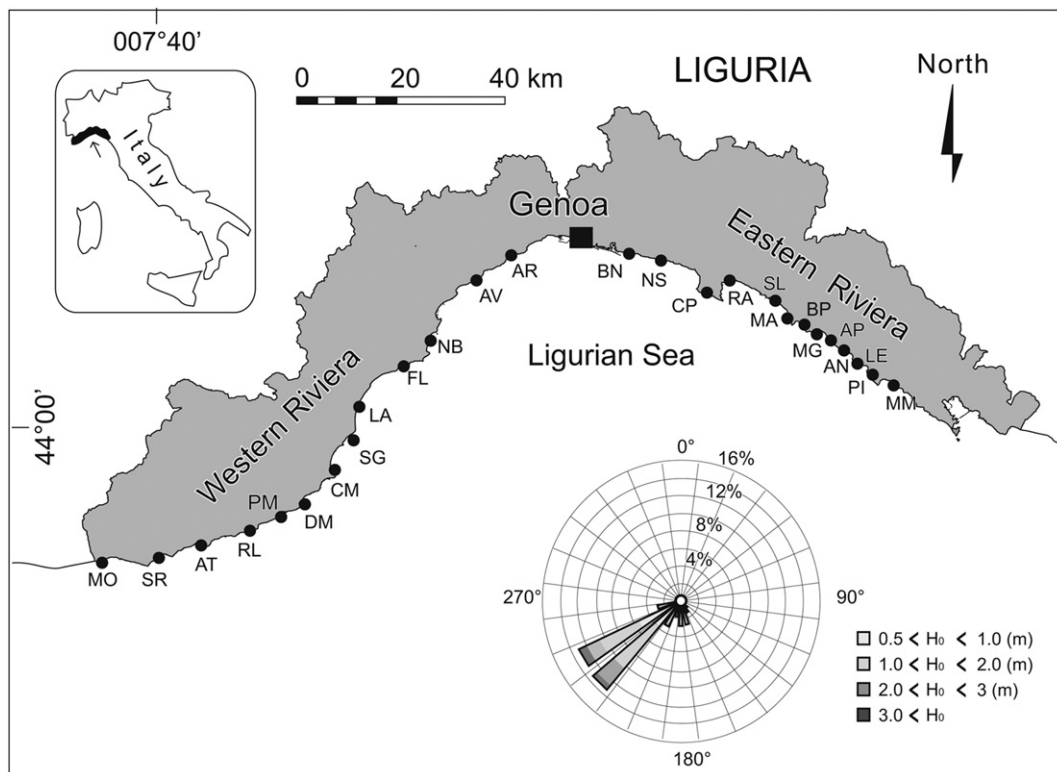 007°40'
0 20 40 km
LIGURIA
North
Italy
Genoa
Eastern Riviera
Western Riviera
Ligurian Sea
44°00'
AR
AV
NB
FL
LA
SG
CM
DM
PM
RL
AT
SR
MO
BN
NS
CP
RA
SL
MA
BP
MG
AP
AN
LE
PI
MM
0°
16%
12%
8%
4%
270°
90°
180°
0.5 < H₀ < 1.0 (m)
1.0 < H₀ < 2.0 (m)
2.0 < H₀ < 3 (m)
3.0 < H₀